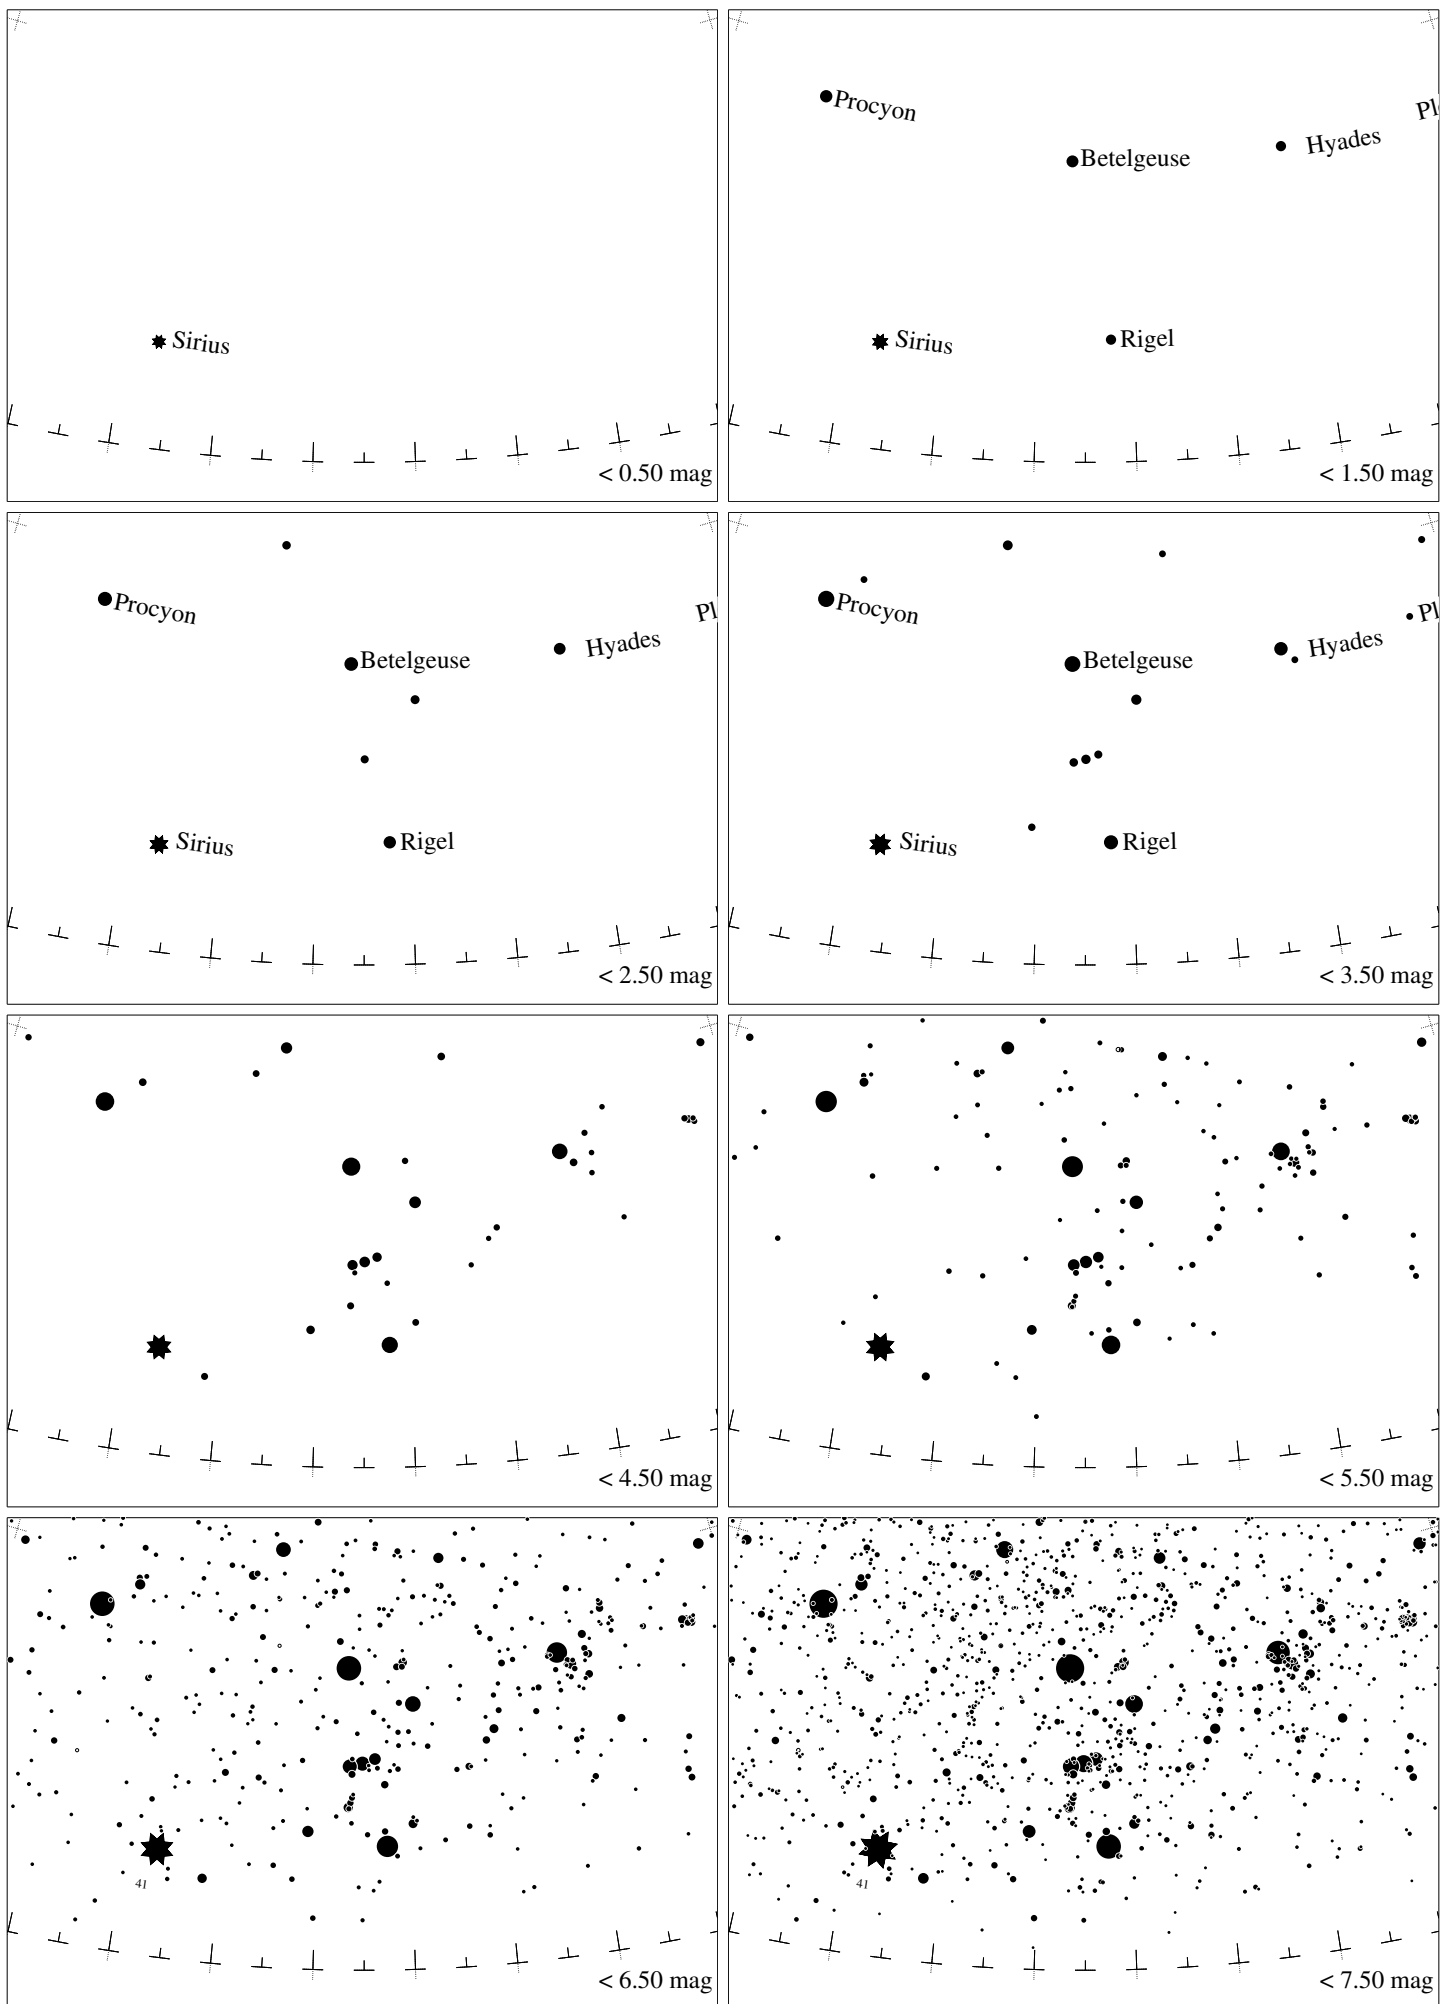 Sirius
< 0.50 mag
Procyon
Betelgeuse
Hyades
Pl
Sirius
Rigel
< 1.50 mag
Procyon
Betelgeuse
Hyades
Pl
Sirius
Rigel
< 2.50 mag
Procyon
Betelgeuse
Hyades
Pl
Sirius
Rigel
< 3.50 mag
< 4.50 mag
< 5.50 mag
41
< 6.50 mag
41
< 7.50 mag